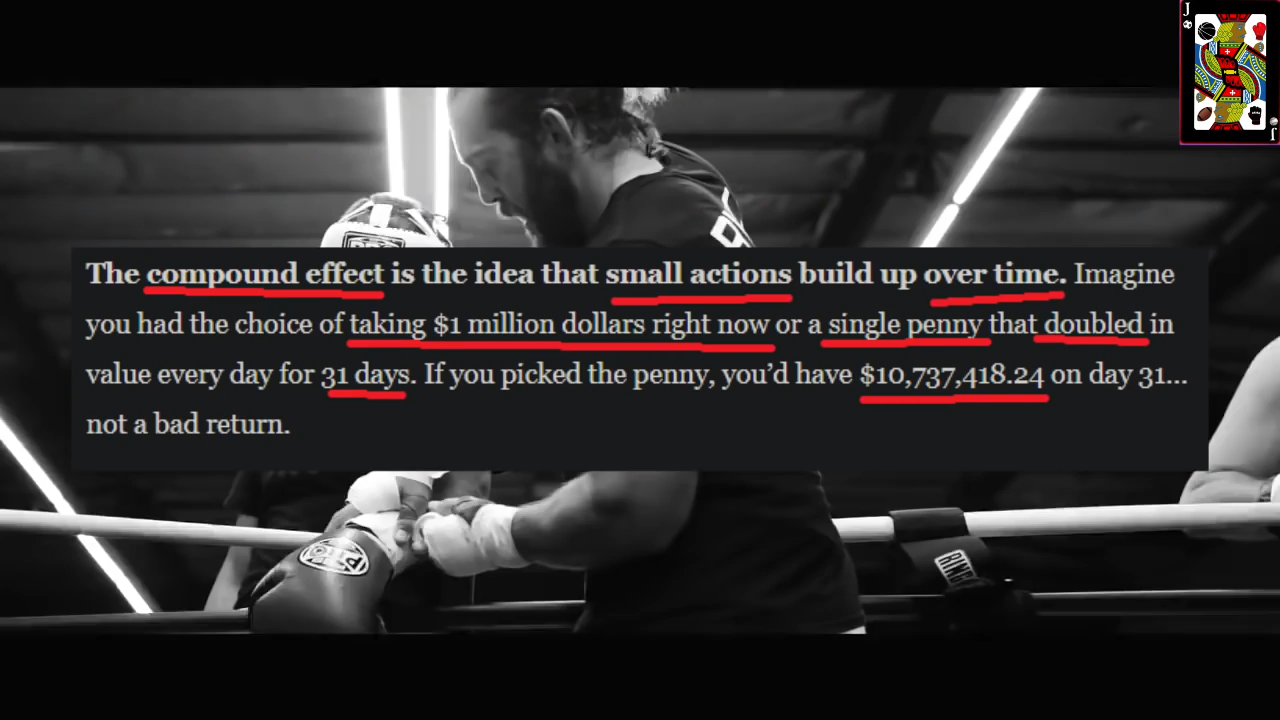 J
The compound effect is the idea that small actions build up over time. Imagine
you had the choice of taking $1 million dollars right now or a single penny that doubled in
value every day for 31 days. If you picked the penny, you’d have $10,737,418.24 on day 31...
not a bad return.
PRO
RING
J